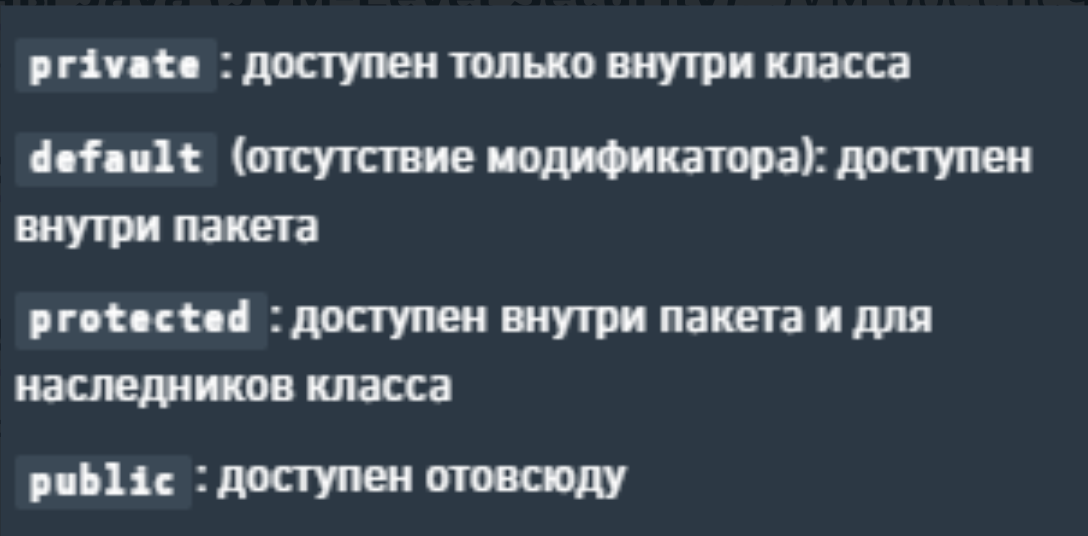 private : доступен только внутри класса
default (отсутствие модификатора): доступен
внутри пакета
protected : доступен внутри пакета и для
наследников класса
public : доступен отовсюду